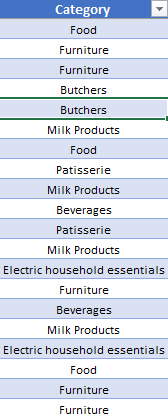 Category
Food
Furniture
Furniture
Butchers
Butchers
Milk Products
Food
Patisserie
Milk Products
Beverages
Patisserie
Milk Products
Electric household essentials
Furniture
Beverages
Milk Products
Electric household essentials
Food
Furniture
Furniture